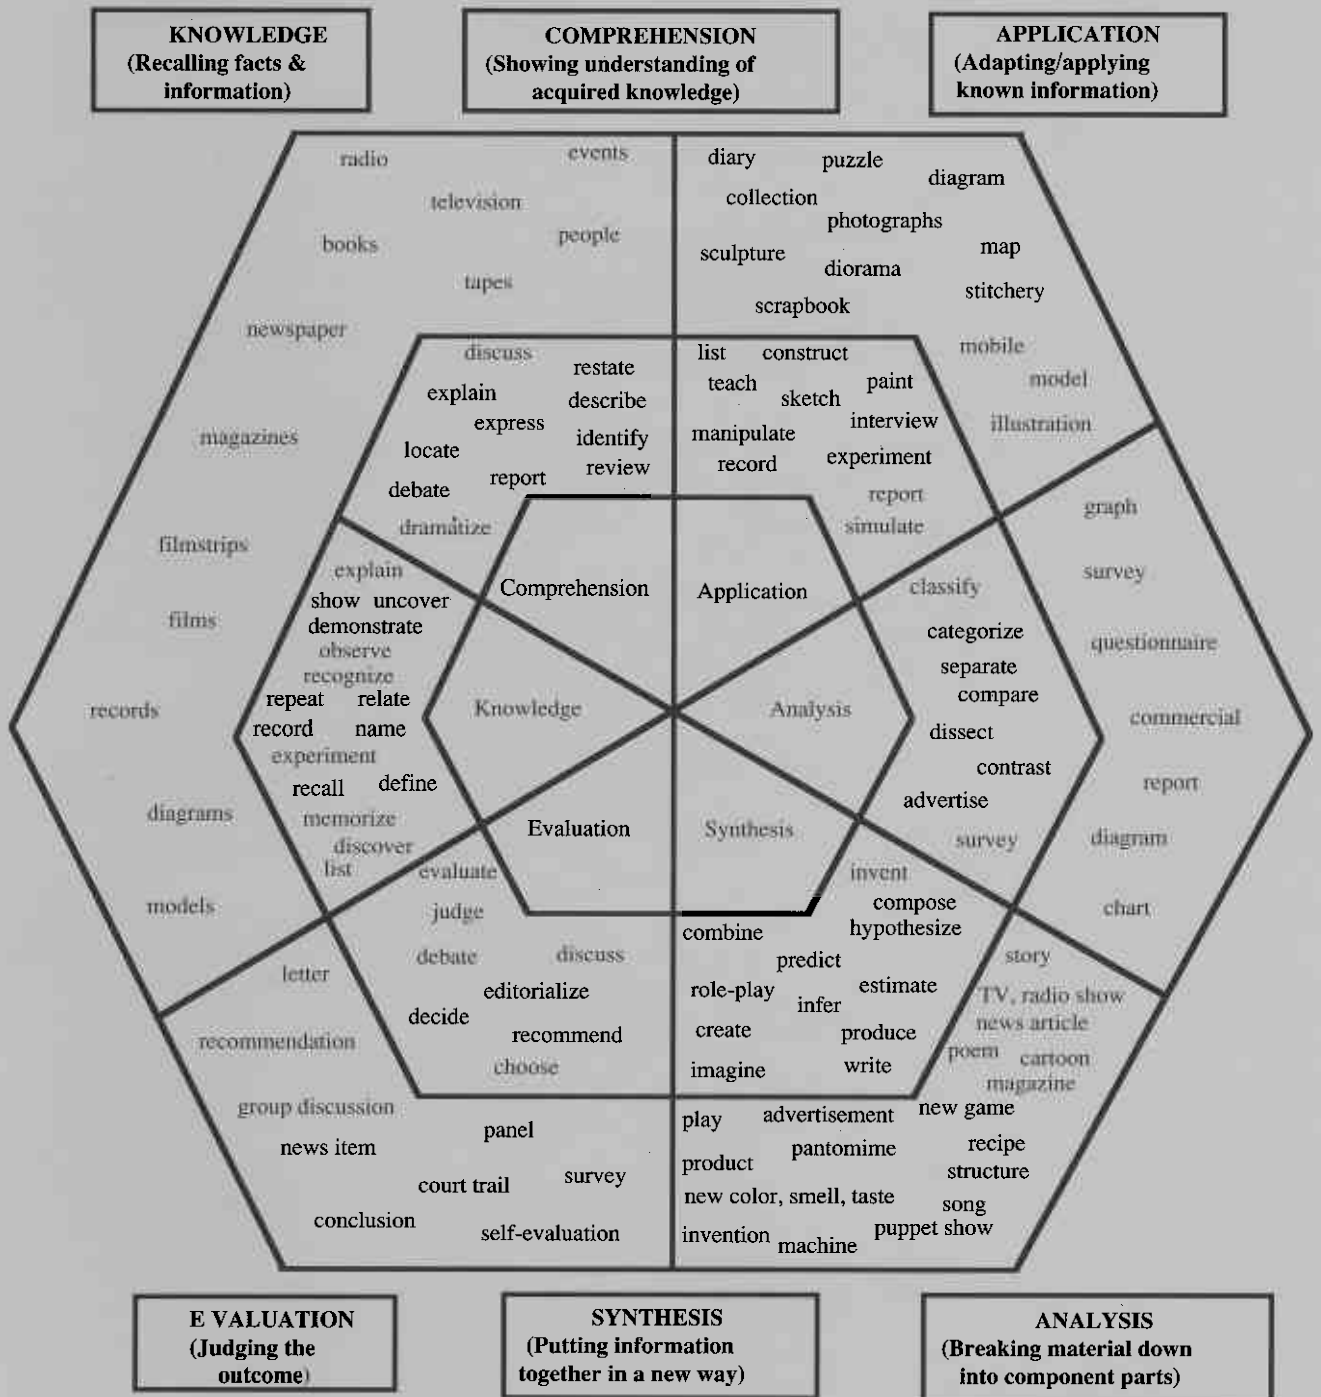 KNOWLEDGE
(Recalling facts &
information)
COMPREHENSION
(Showing understanding of
acquired knowledge)
APPLICATION
(Adapting/applying
known information)
radio
events
television
books
people
tapes
newspaper
magazines
filmstrips
films
records
diagrams
models
diary
puzzle
diagram
collection
photographs
sculpture
map
diorama
stitchery
scrapbook
mobile
model
illustration
discuss
restate
explain
describe
express
identify
locate
review
report
debate
dramatize
list construct
teach
paint
sketch
interview
manipulate
record
experiment
report
simulate
explain
show uncover
demonstrate
observe
recognize
repeat relate
record name
experiment
recall define
memorize
discover
list
Comprehension
Application
Knowledge
Analysis
Evaluation
Synthesis
classify
categorize
separate
compare
dissect
contrast
advertise
survey
graph
survey
questionnaire
commercial
report
diagram
chart
evaluate
judge
debate
discuss
editorialize
decide
recommend
choose
invent
compose
hypothesize
combine
predict
role-play
estimate
infer
create
produce
imagine
write
letter
recommendation
group discussion
news item
panel
court trail
survey
conclusion
self-evaluation
story
TV, radio show
news article
poem cartoon
magazine
new game
play
advertisement
pantomime
recipe
product
structure
new color, smell, taste
song
puppet show
invention
machine
E VALUATION
(Judging the
outcome)
SYNTHESIS
(Putting information
together in a new way)
ANALYSIS
(Breaking material down
into component parts)